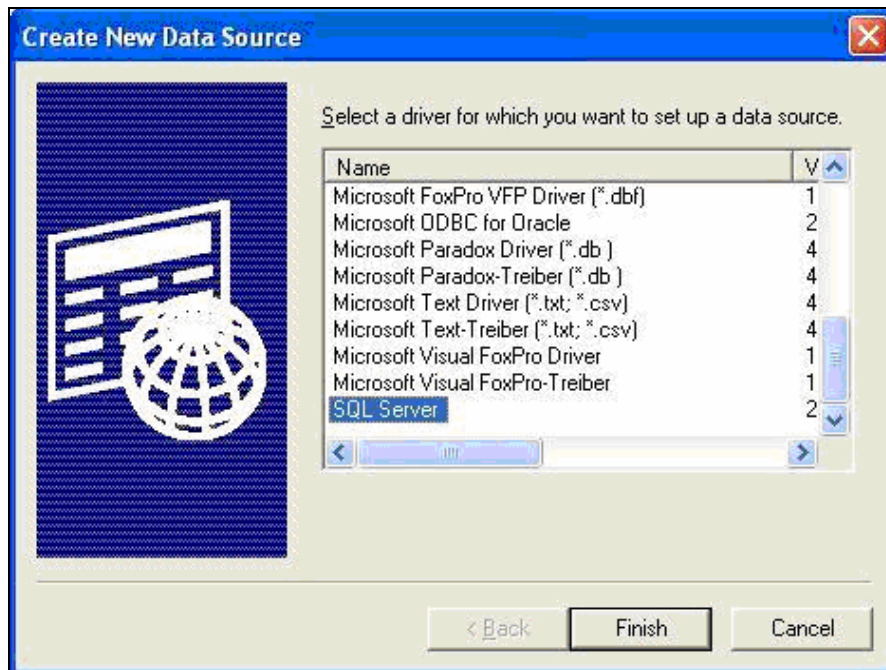 Create New Data Source
Select a driver for which you want to set up a data source.
Name V
Microsoft FoxPro VFP Driver (*.dbf) 1
Microsoft ODBC for Oracle 2
Microsoft Paradox Driver (*.db ) 4
Microsoft Paradox-Treiber (*.db ) 4
Microsoft Text Driver (*.txt; *.csv) 4
Microsoft Text-Treiber (*.txt; *.csv) 4
Microsoft Visual FoxPro Driver 1
Microsoft Visual FoxPro-Treiber 1
SQL Server 2
< Back Finish Cancel